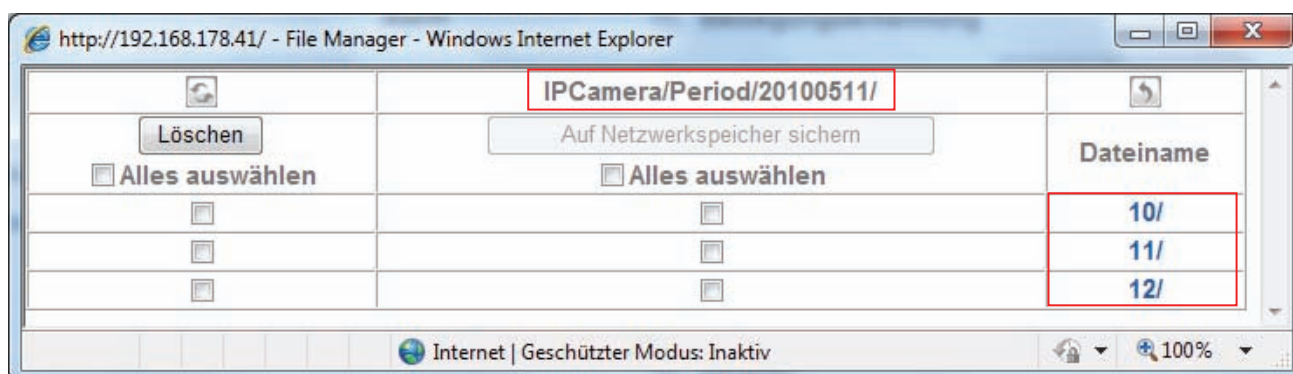 http://192.168.178.41/ - File Manager - Windows Internet Explorer
IPCamera/Period/20100511/
Löschen
Auf Netzwerkspeicher sichern
Dateiname
Alles auswählen
Alles auswählen
10/
11/
12/
Internet | Geschützter Modus: Inaktiv
100%